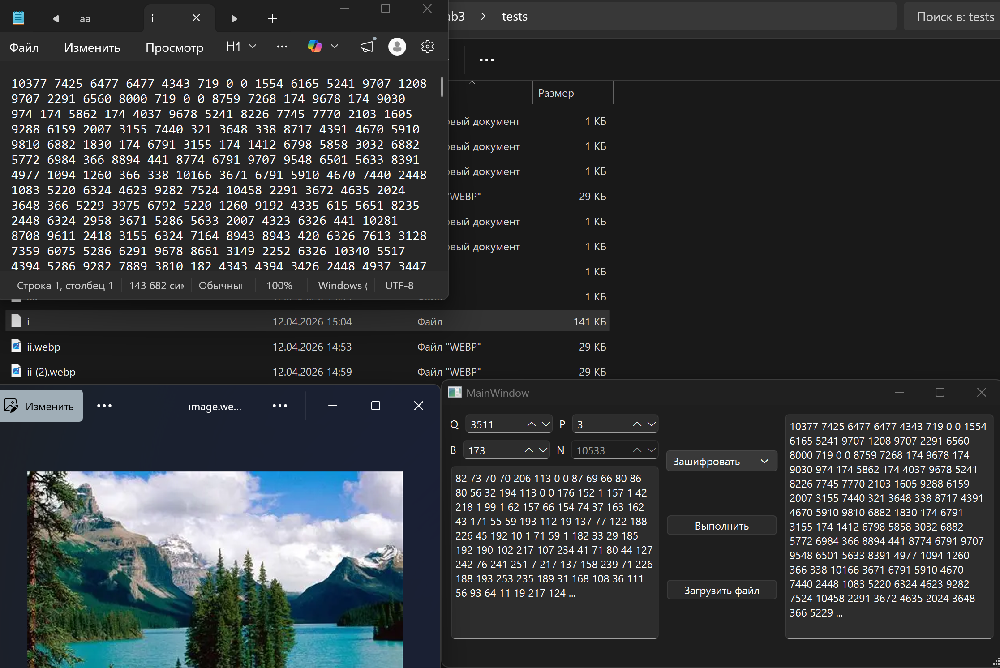 аа
i
Файл Изменить Просмотр H1
10377 7425 6477 6477 4343 719 0 0 1554 6165 5241 9707 1208
9707 2291 6560 8000 719 0 0 8759 7268 174 9678 174 9030
974 174 5862 174 4037 9678 5241 8226 7745 7770 2103 1605
9288 6159 2007 3155 7440 321 3648 338 8717 4391 4670 5910
9810 6882 1830 174 6791 3155 174 1412 6798 5858 3032 6882
5772 6984 366 8894 441 8774 6791 9707 9548 6501 5633 8391
4977 1094 1260 366 338 10166 3671 6791 5910 4670 7440 2448
1083 5220 6324 4623 9282 7524 10458 2291 3672 4635 2024
3648 366 5229 3975 6792 5220 1260 9192 4335 615 5651 8235
2448 6324 2958 3671 5286 5633 2007 4323 6326 441 10281
8708 9611 2418 3155 6324 7164 8943 8943 420 6326 7613 3128
7359 6075 5286 6291 9678 8661 3149 2252 6326 10340 5517
4394 5286 9282 7889 3810 182 4343 4394 3426 2448 4937 3447
Строка 1, столбец 1 143 682 сим Обычны 100% Windows ( UTF-8
ab3 tests
Поиск в: tests
Размер
овый документ 1 КБ
овый документ 1 КБ
овый документ 1 КБ
"WEBP" 29 КБ
овый документ 1 КБ
овый документ 1 КБ
1 КБ
1 КБ
i 12.04.2026 15:04 Файл 141 КБ
ii.webp 12.04.2026 14:53 Файл "WEBP" 29 КБ
ii (2).webp 12.04.2026 14:59 Файл "WEBP" 29 КБ
Изменить
image.we...
MainWindow
Q 3511 P 3
B 173 N 10533
82 73 70 70 206 113 0 0 87 69 66 80 86
80 56 32 194 113 0 0 176 152 1 157 1 42
218 1 99 1 62 157 66 154 74 37 163 162
43 171 55 59 193 112 19 137 77 122 188
226 45 192 10 1 71 59 1 182 33 29 185
192 190 102 217 107 234 41 71 80 44 127
242 76 241 251 7 217 137 158 239 71 226
188 193 253 235 189 31 168 108 36 111
56 93 64 11 19 217 124 ...
Зашифровать
Выполнить
Загрузить файл
10377 7425 6477 6477 4343 719 0 0 1554
6165 5241 9707 1208 9707 2291 6560
8000 719 0 0 8759 7268 174 9678 174
9030 974 174 5862 174 4037 9678 5241
8226 7745 7770 2103 1605 9288 6159
2007 3155 7440 321 3648 338 8717 4391
4670 5910 9810 6882 1830 174 6791
3155 174 1412 6798 5858 3032 6882
5772 6984 366 8894 441 8774 6791 9707
9548 6501 5633 8391 4977 1094 1260
366 338 10166 3671 6791 5910 4670
7440 2448 1083 5220 6324 4623 9282
7524 10458 2291 3672 4635 2024 3648
366 5229 ...